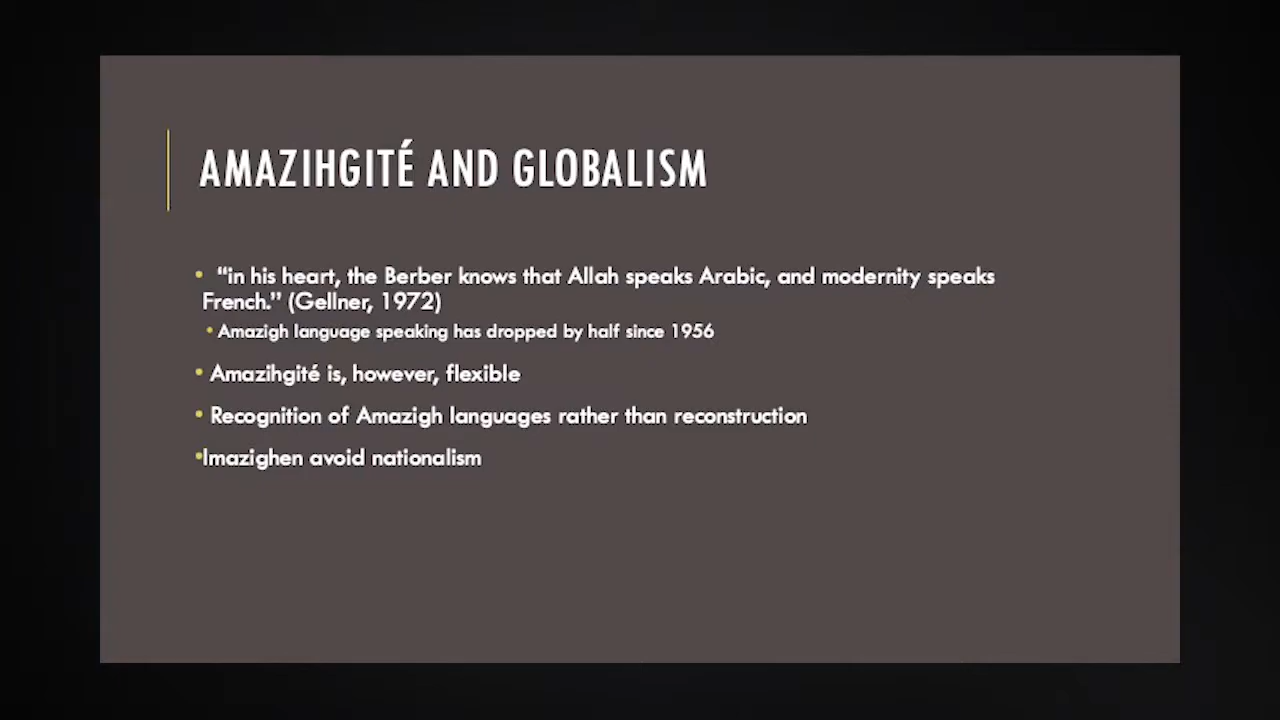 AMAZIHGITÉ AND GLOBALISM
• “in his heart, the Berber knows that Allah speaks Arabic, and modernity speaks
French.” (Gellner, 1972)
• Amazigh language speaking has dropped by half since 1956
• Amazihgité is, however, flexible
• Recognition of Amazigh languages rather than reconstruction
•Imazighen avoid nationalism